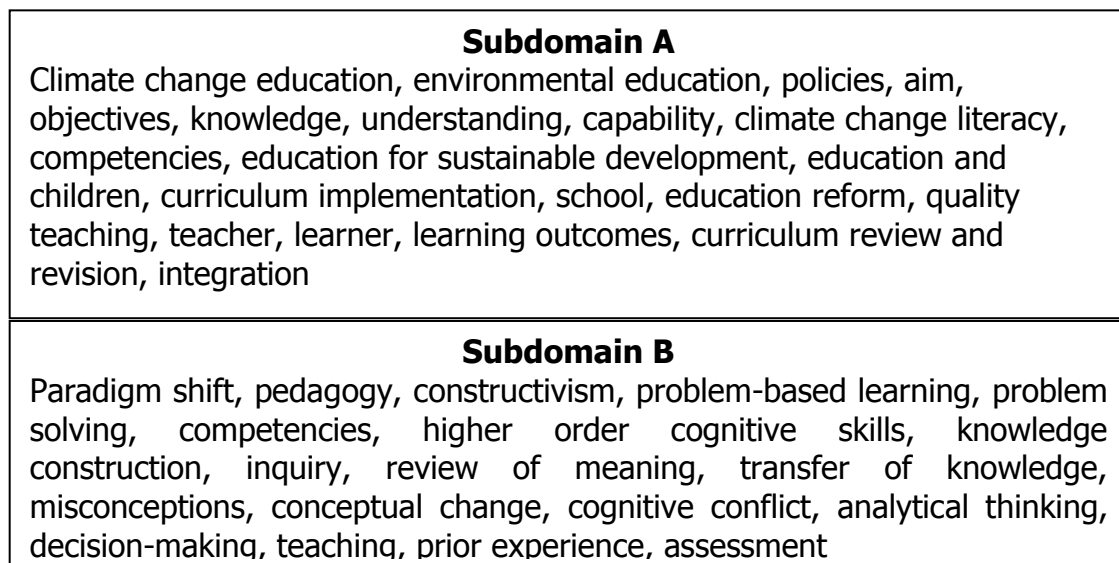 Subdomain A
Climate change education, environmental education, policies, aim,
objectives, knowledge, understanding, capability, climate change literacy,
competencies, education for sustainable development, education and
children, curriculum implementation, school, education reform, quality
teaching, teacher, learner, learning outcomes, curriculum review and
revision, integration
Subdomain B
Paradigm shift, pedagogy, constructivism, problem-based learning, problem
solving, competencies, higher order cognitive skills, knowledge
construction, inquiry, review of meaning, transfer of knowledge,
misconceptions, conceptual change, cognitive conflict, analytical thinking,
decision-making, teaching, prior experience, assessment